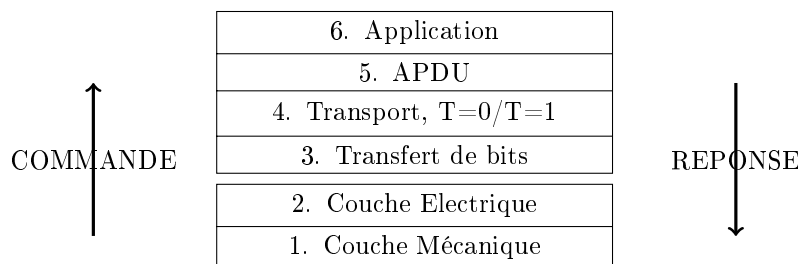 6. Application
5. APDU
4. Transport, T=0/T=1
COMMANDE
3. Transfert de bits
REPONSE
2. Couche Electrique
1. Couche Mécanique